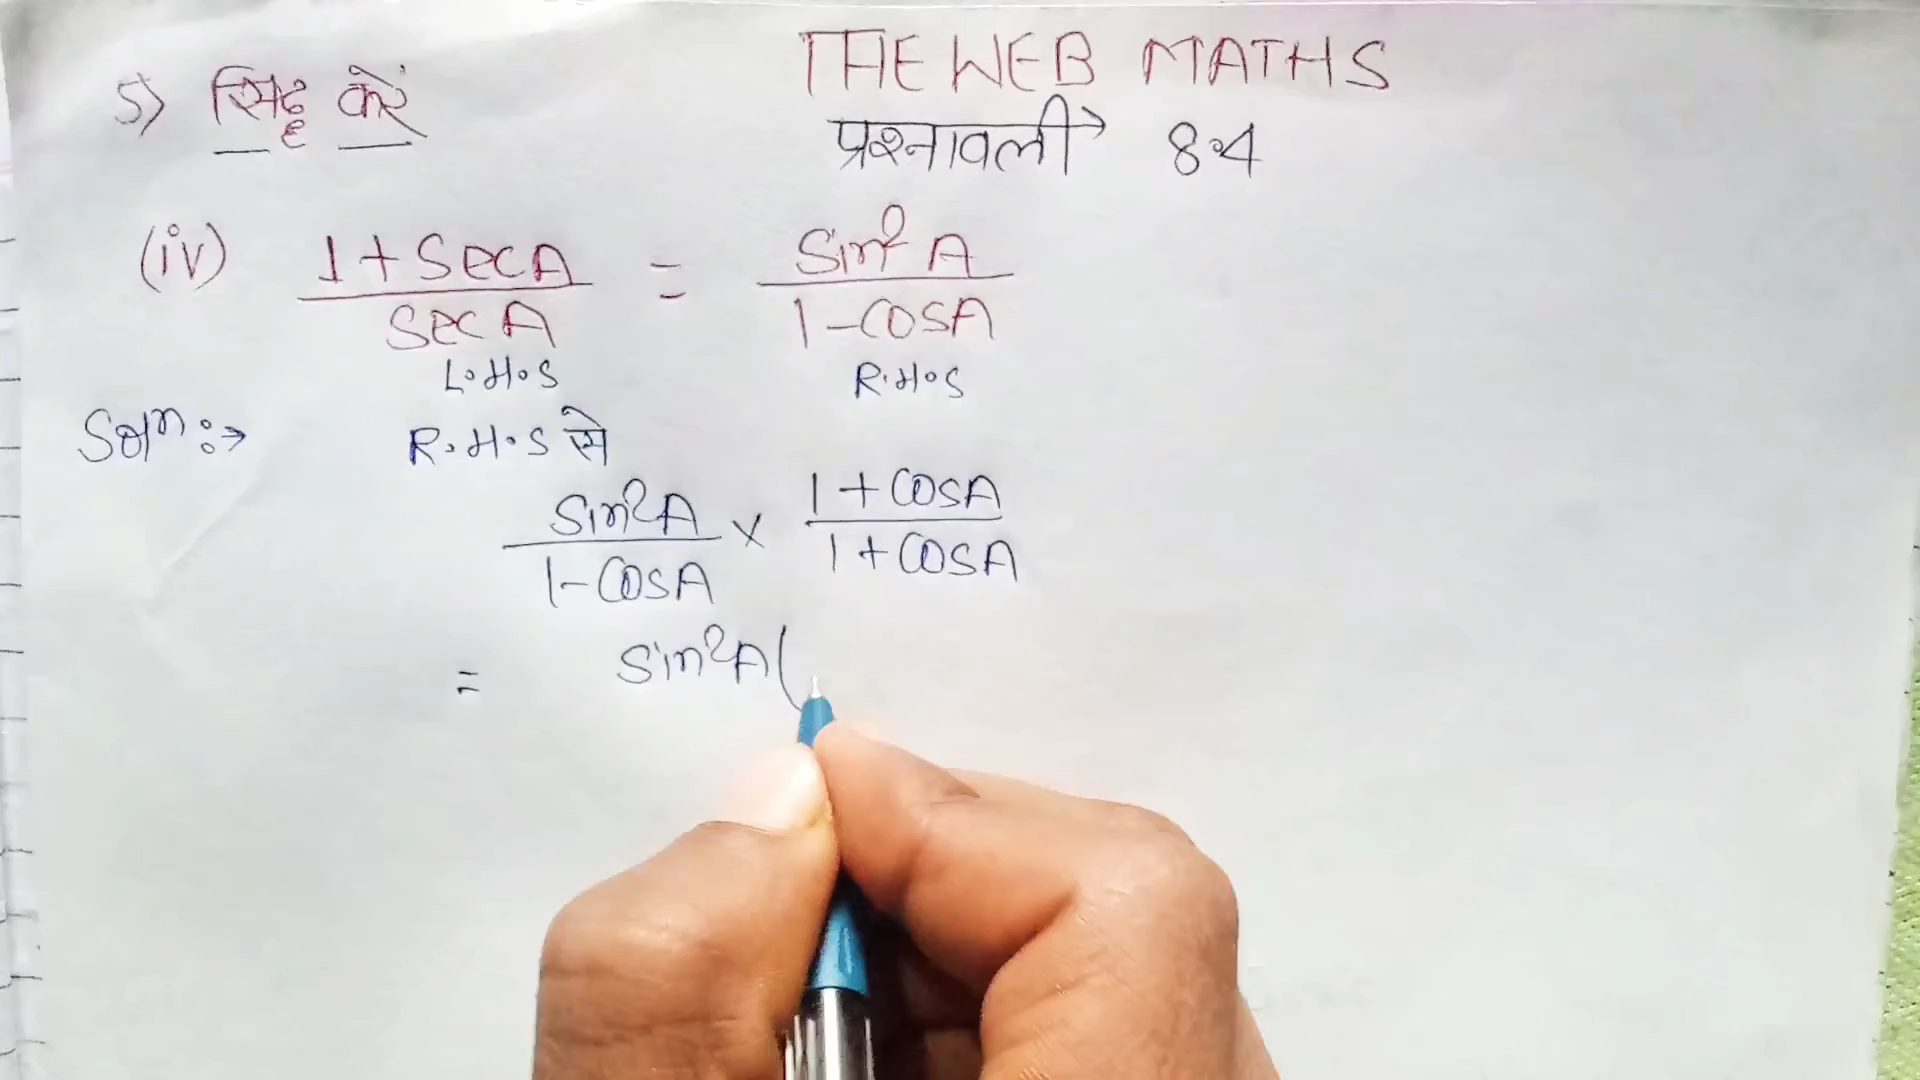 THE WEB MATHS
5) सिद्ध करें
प्रश्नावली → 8.4
(iv) 1+SecA / SecA = Sin²A / 1-COSA
L.H.S R.H.S
Solⁿ:→ R.H.S से
Sin²A / 1-COSA × 1+COSA / 1+COSA
= Sin²A(